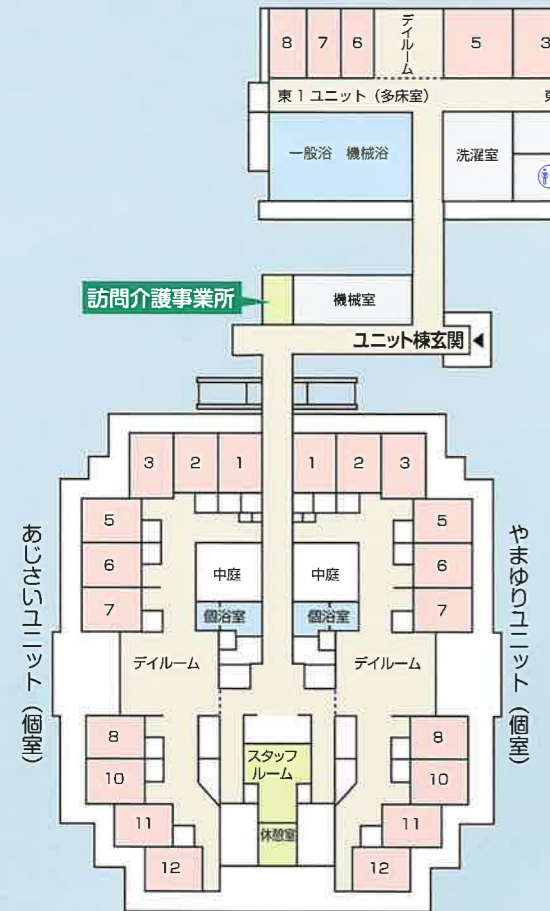 8 7 6 デイルーム 5 3
東1ユニット（多床室）
一般浴 機械浴
洗濯室
訪問介護事業所
機械室
ユニット棟玄関
3 2 1 1 2 3
5 5
6 6
7 7
中庭 中庭
個浴室 個浴室
デイルーム デイルーム
あじさいユニット（個室）
やまゆりユニット（個室）
8 8
スタッフ
ルーム
10 10
11 11
休憩室
12 12